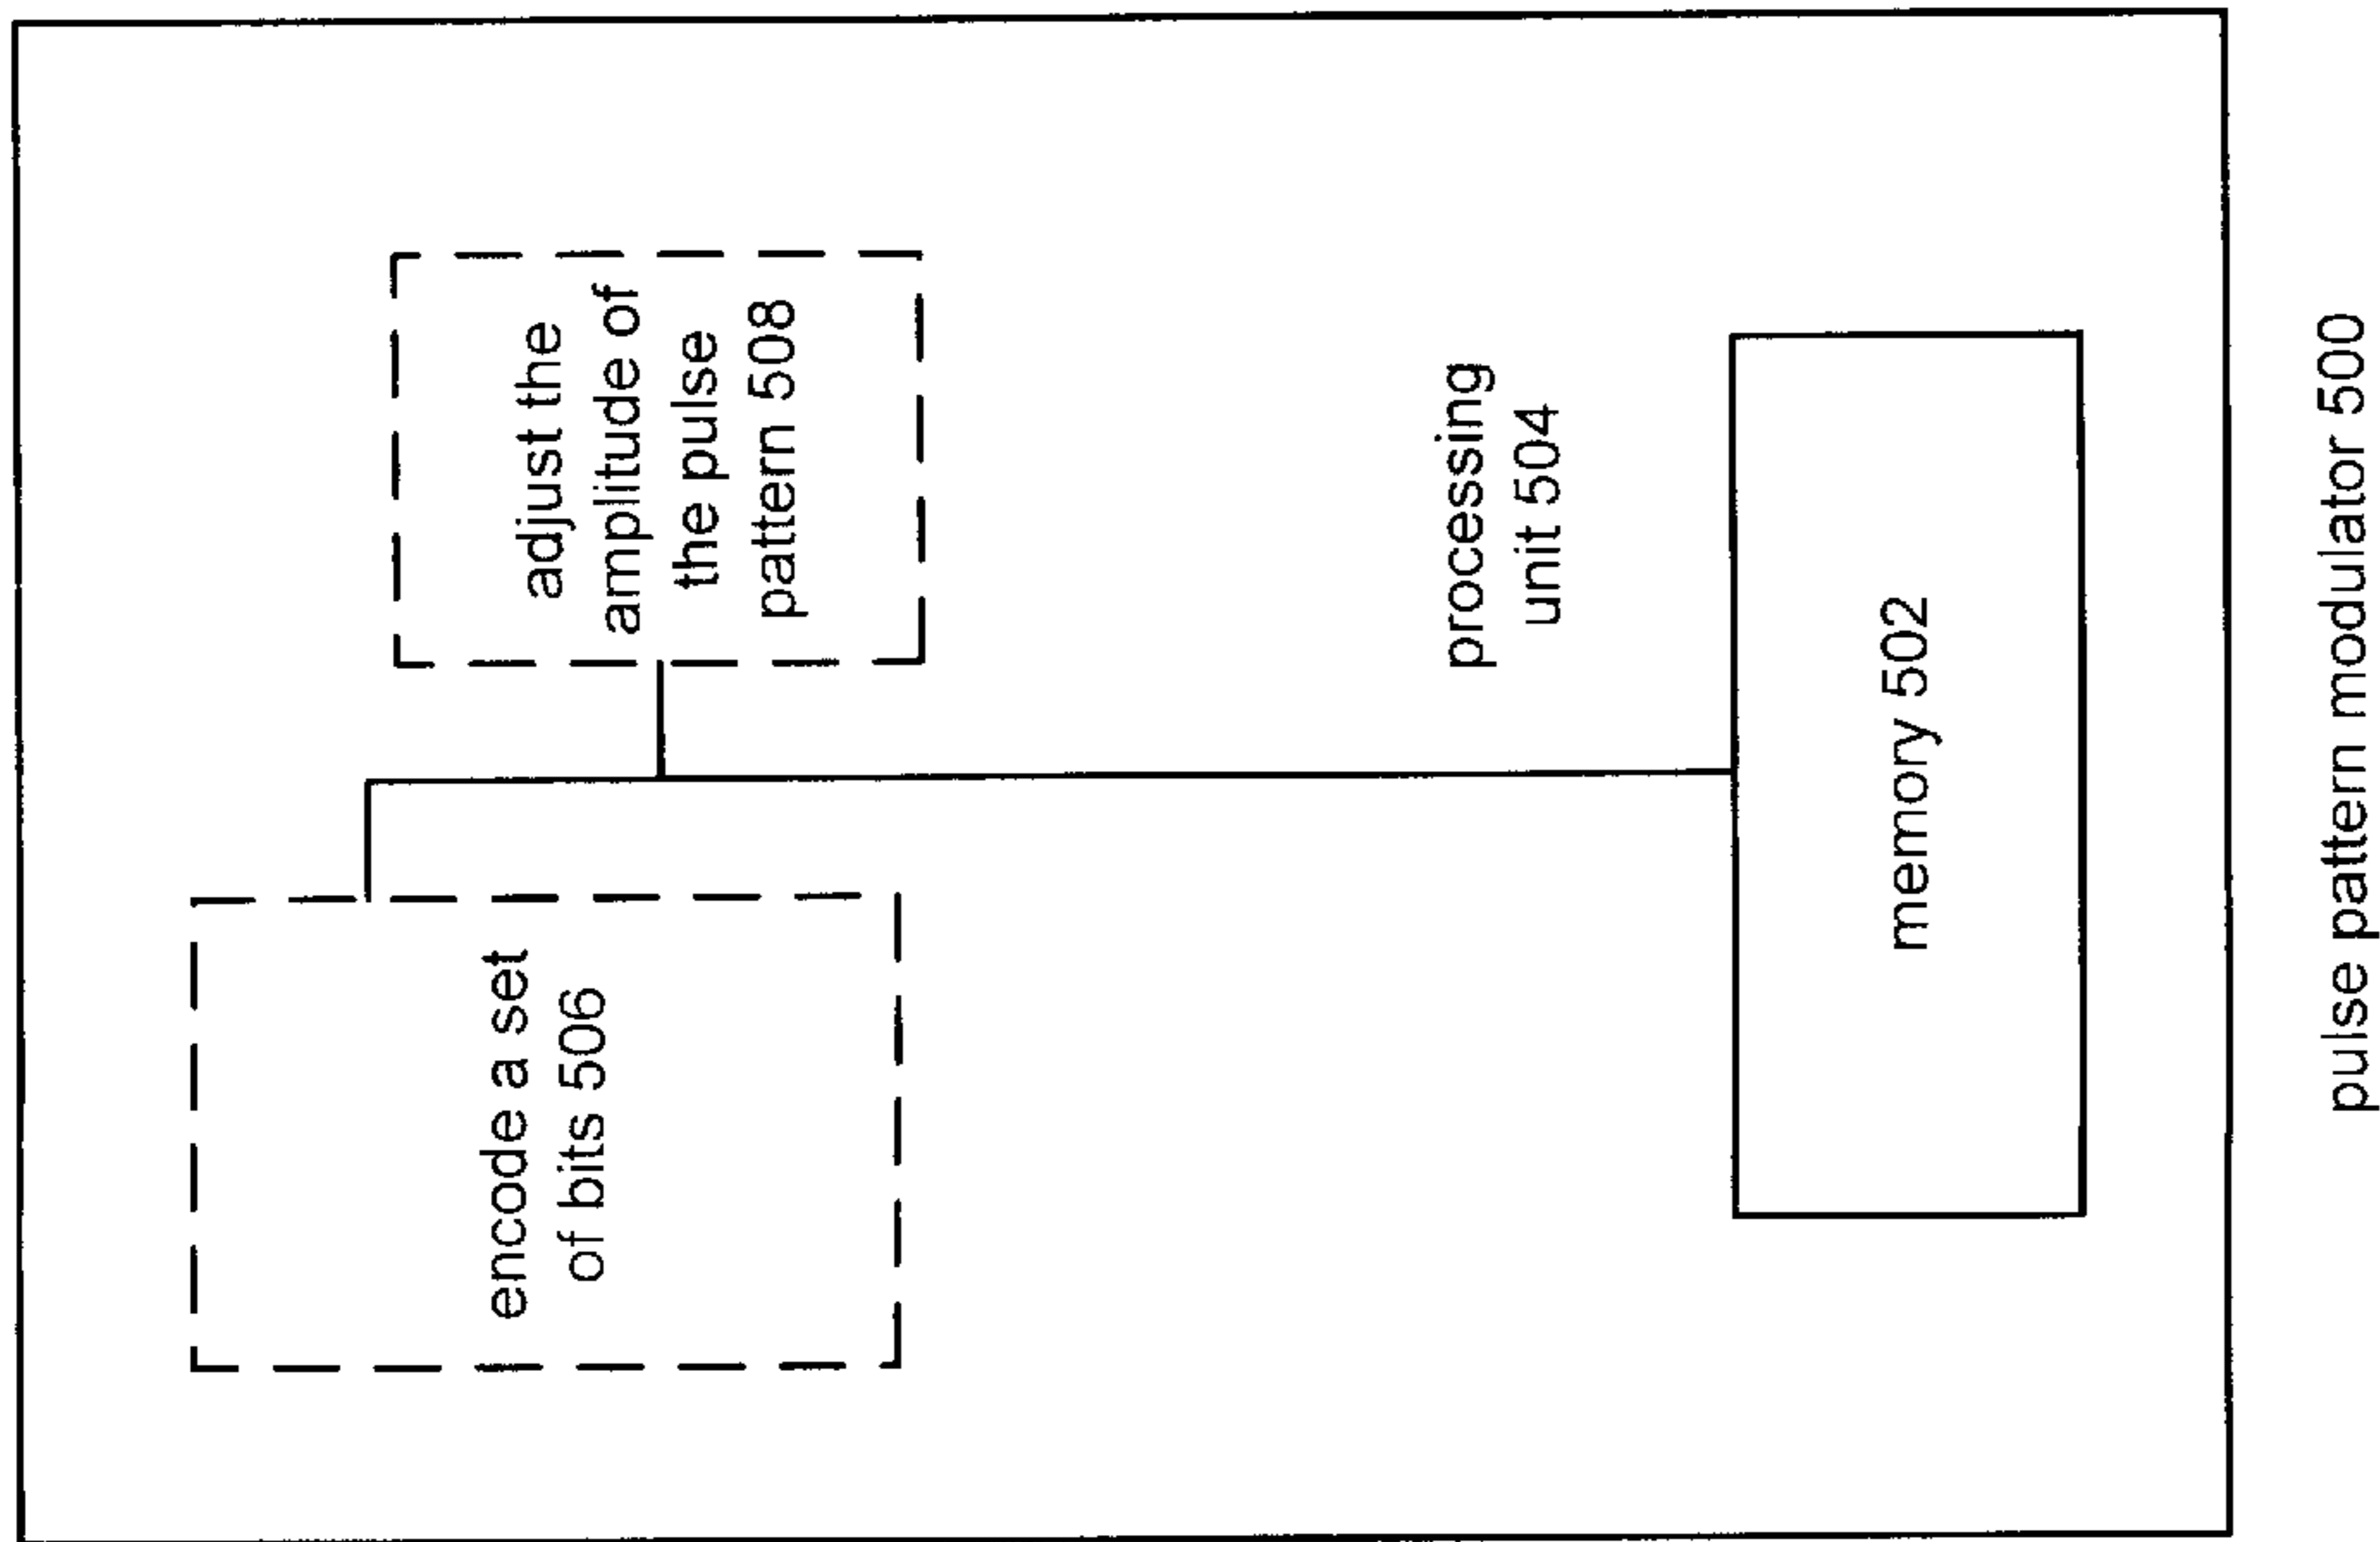 encode a set
of bits 506
adjust the
amplitude of
the pulse
pattern 508
processing
unit 504
memory 502
pulse pattern modulator 500